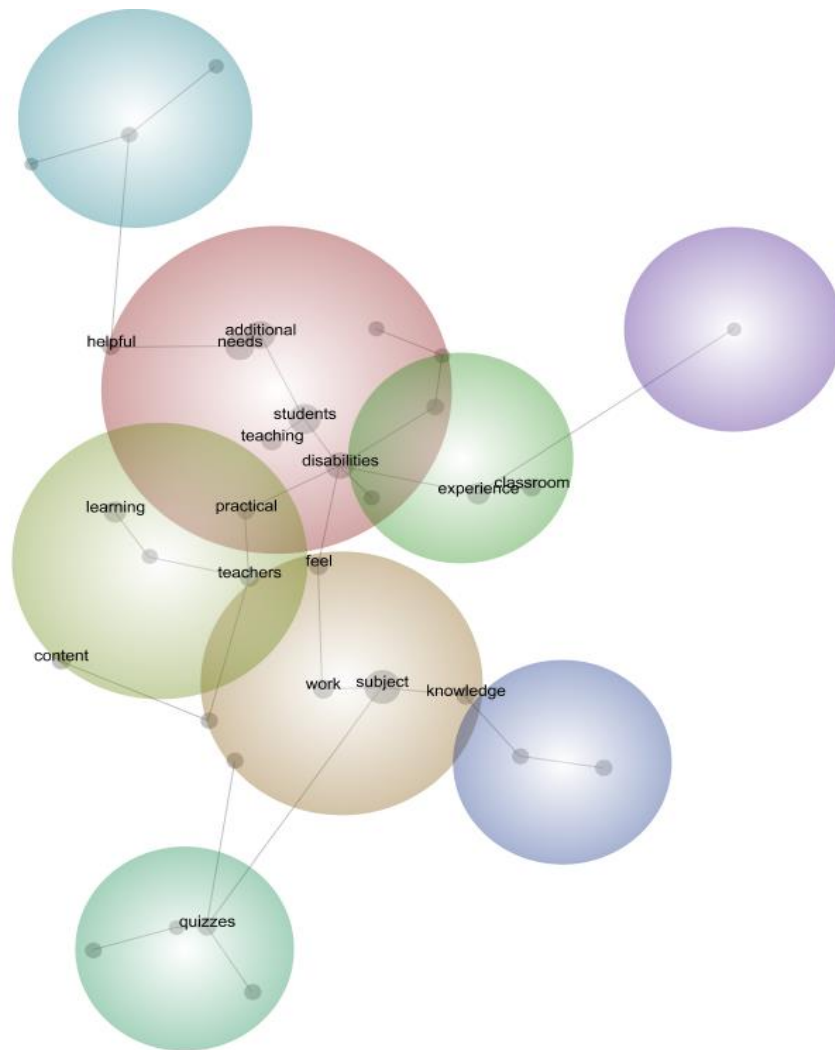 additional
helpful
needs
students
teaching
disabilities
classroom
experience
learning
practical
feel
teachers
content
work
subject
knowledge
quizzes